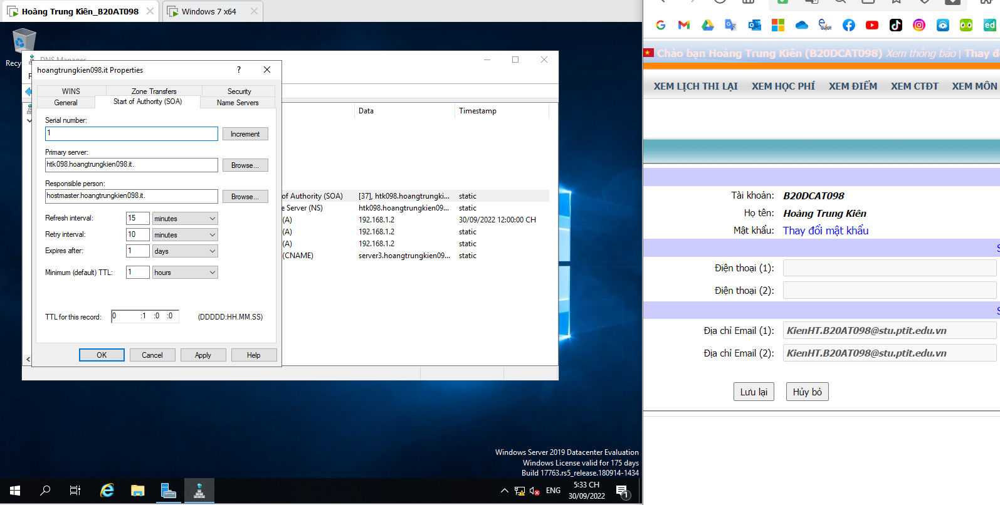 Hoàng Trung Kiên_B20AT098
Windows 7 x64
Recy
DNS Manager
F
hoangtrungkien098.it Properties
?
WINS
Zone Transfers
Security
General
Start of Authority (SOA)
Name Servers
Serial number:
1
Increment
Primary server:
htk098.hoangtrungkien098.it.
Browse...
Responsible person:
hostmaster.hoangtrungkien098.it.
Browse...
Refresh interval:
15
minutes
Retry interval:
10
minutes
Expires after:
1
days
Minimum (default) TTL:
1
hours
TTL for this record:
0 :1 :0 :0
(DDDDD:HH.MM.SS)
OK
Cancel
Apply
Help
Data
Timestamp
of Authority (SOA)
[37], htk098.hoangtrungki...
static
e Server (NS)
htk098.hoangtrungkien09...
static
(A)
192.168.1.2
30/09/2022 12:00:00 CH
(A)
192.168.1.2
static
(A)
192.168.1.2
static
(CNAME)
server3.hoangtrungkien09...
static
Windows Server 2019 Datacenter Evaluation
Windows License valid for 175 days
Build 17763.rs5_release.180914-1434
ENG
5:33 CH
30/09/2022
1
Chào bạn Hoàng Trung Kiên (B20DCAT098) Xem thông báo | Thay đ
XEM LỊCH THI LẠI
XEM HỌC PHÍ
XEM ĐIỂM
XEM CTĐT
XEM MÔN
Tài khoản:
B20DCAT098
Họ tên:
Hoàng Trung Kiên
Mật khẩu:
Thay đổi mật khẩu
S
Điện thoại (1):
Điện thoại (2):
S
Địa chỉ Email (1):
KienHT.B20AT098@stu.ptit.edu.vn
Địa chỉ Email (2):
KienHT.B20AT098@stu.ptit.edu.vn
Lưu lại
Hủy bỏ